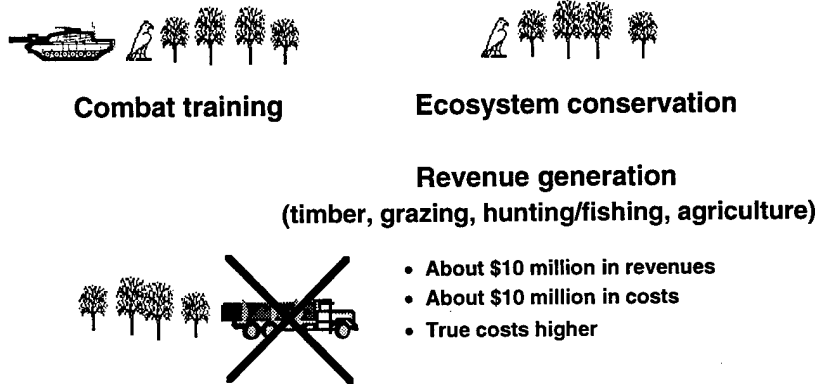 Combat training
Ecosystem conservation
Revenue generation
(timber, grazing, hunting/fishing, agriculture)
• About $10 million in revenues
• About $10 million in costs
• True costs higher